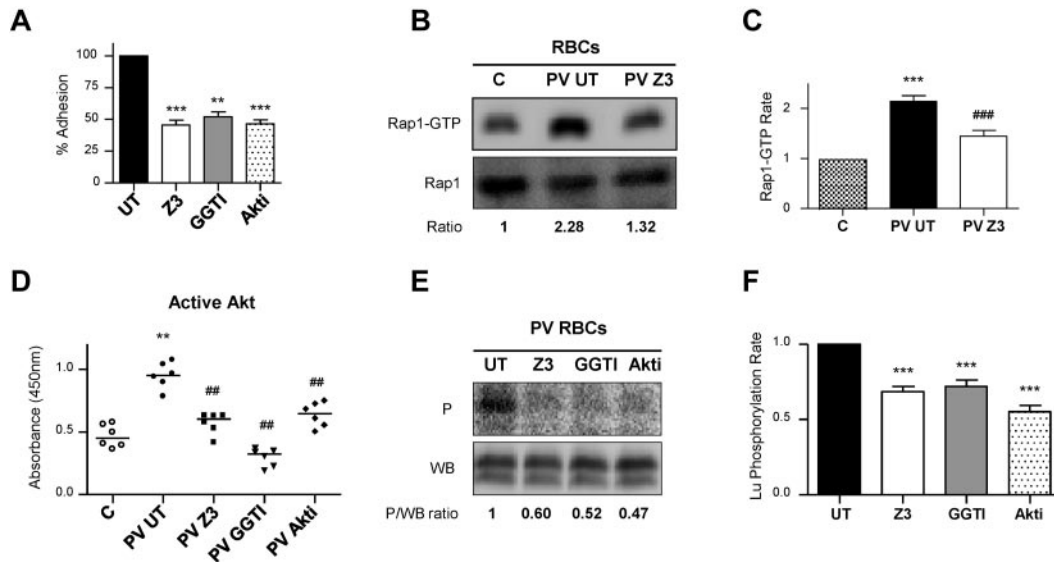 A
100
75
50
25
0
% Adhesion
***
**
***
UT
Z3
GGTI
Akti
B
RBCs
C PV UT PV Z3
Rap1-GTP
Rap1
Ratio 1 2.28 1.32
C
Rap1-GTP Rate
2
1
0
***
###
C PV UT PV Z3
D
Active Akt
Absorbance (450nm)
1.0
0.5
0.0
**
##
##
##
C
PV UT
PV Z3
PV GGTI
PV Akti
E
PV RBCs
UT Z3 GGTI Akti
P
WB
P/WB ratio 1 0.60 0.52 0.47
F
Lu Phosphorylation Rate
1.0
0.5
0.0
***
***
***
UT Z3 GGTI Akti